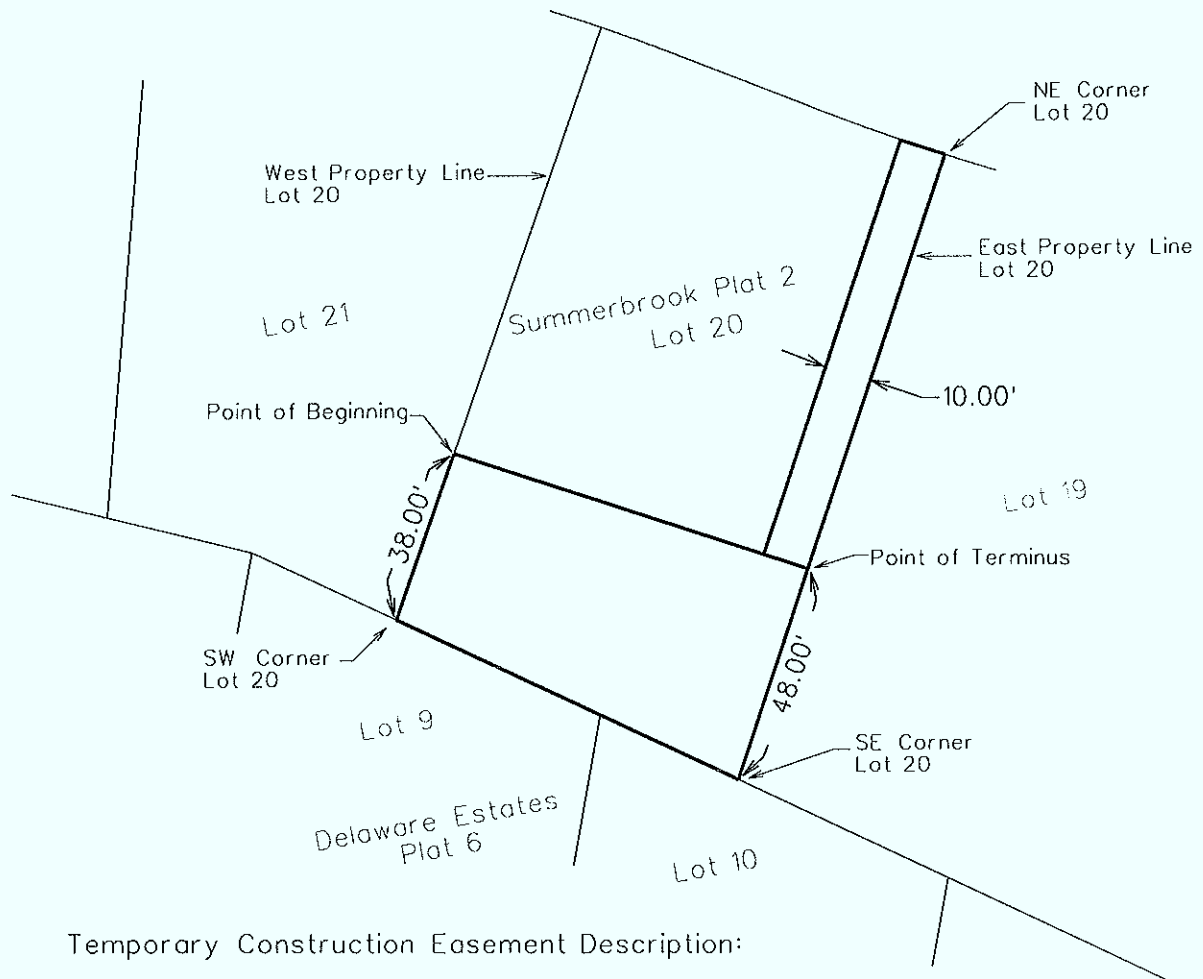 NE Corner
Lot 20
West Property Line
Lot 20
East Property Line
Lot 20
Summerbrook Plat 2
Lot 20
Lot 21
10.00'
Point of Beginning
Lot 19
38.00'
Point of Terminus
SW Corner
Lot 20
48.00'
Lot 9
SE Corner
Lot 20
Delaware Estates
Plat 6
Lot 10
Temporary Construction Easement Description: